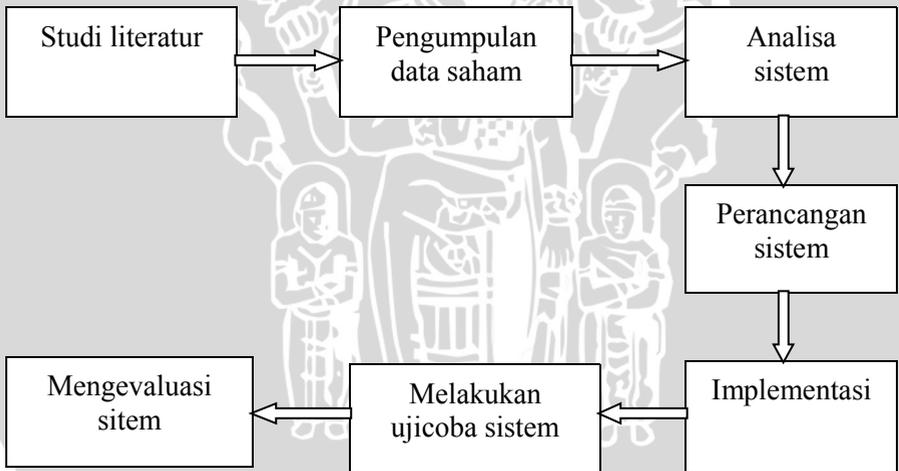 Studi literatur
Pengumpulan
data saham
Analisa
sistem
Perancangan
sistem
Implementasi
Melakukan
ujicoba sistem
Mengevaluasi
sitem